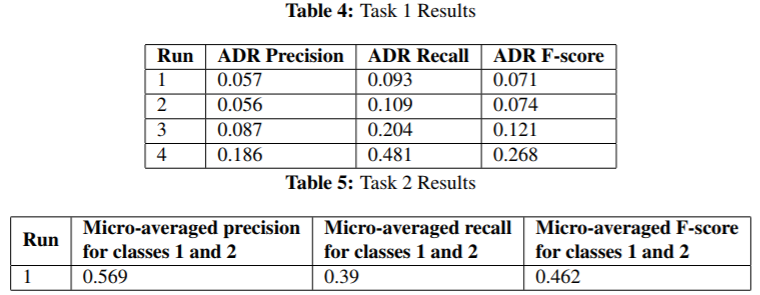 Table 4: Task 1 Results
Run ADR Precision ADR Recall ADR F-score
1 0.057 0.093 0.071
2 0.056 0.109 0.074
3 0.087 0.204 0.121
4 0.186 0.481 0.268
Table 5: Task 2 Results
Run Micro-averaged precision for classes 1 and 2 Micro-averaged recall for classes 1 and 2 Micro-averaged F-score for classes 1 and 2
1 0.569 0.39 0.462